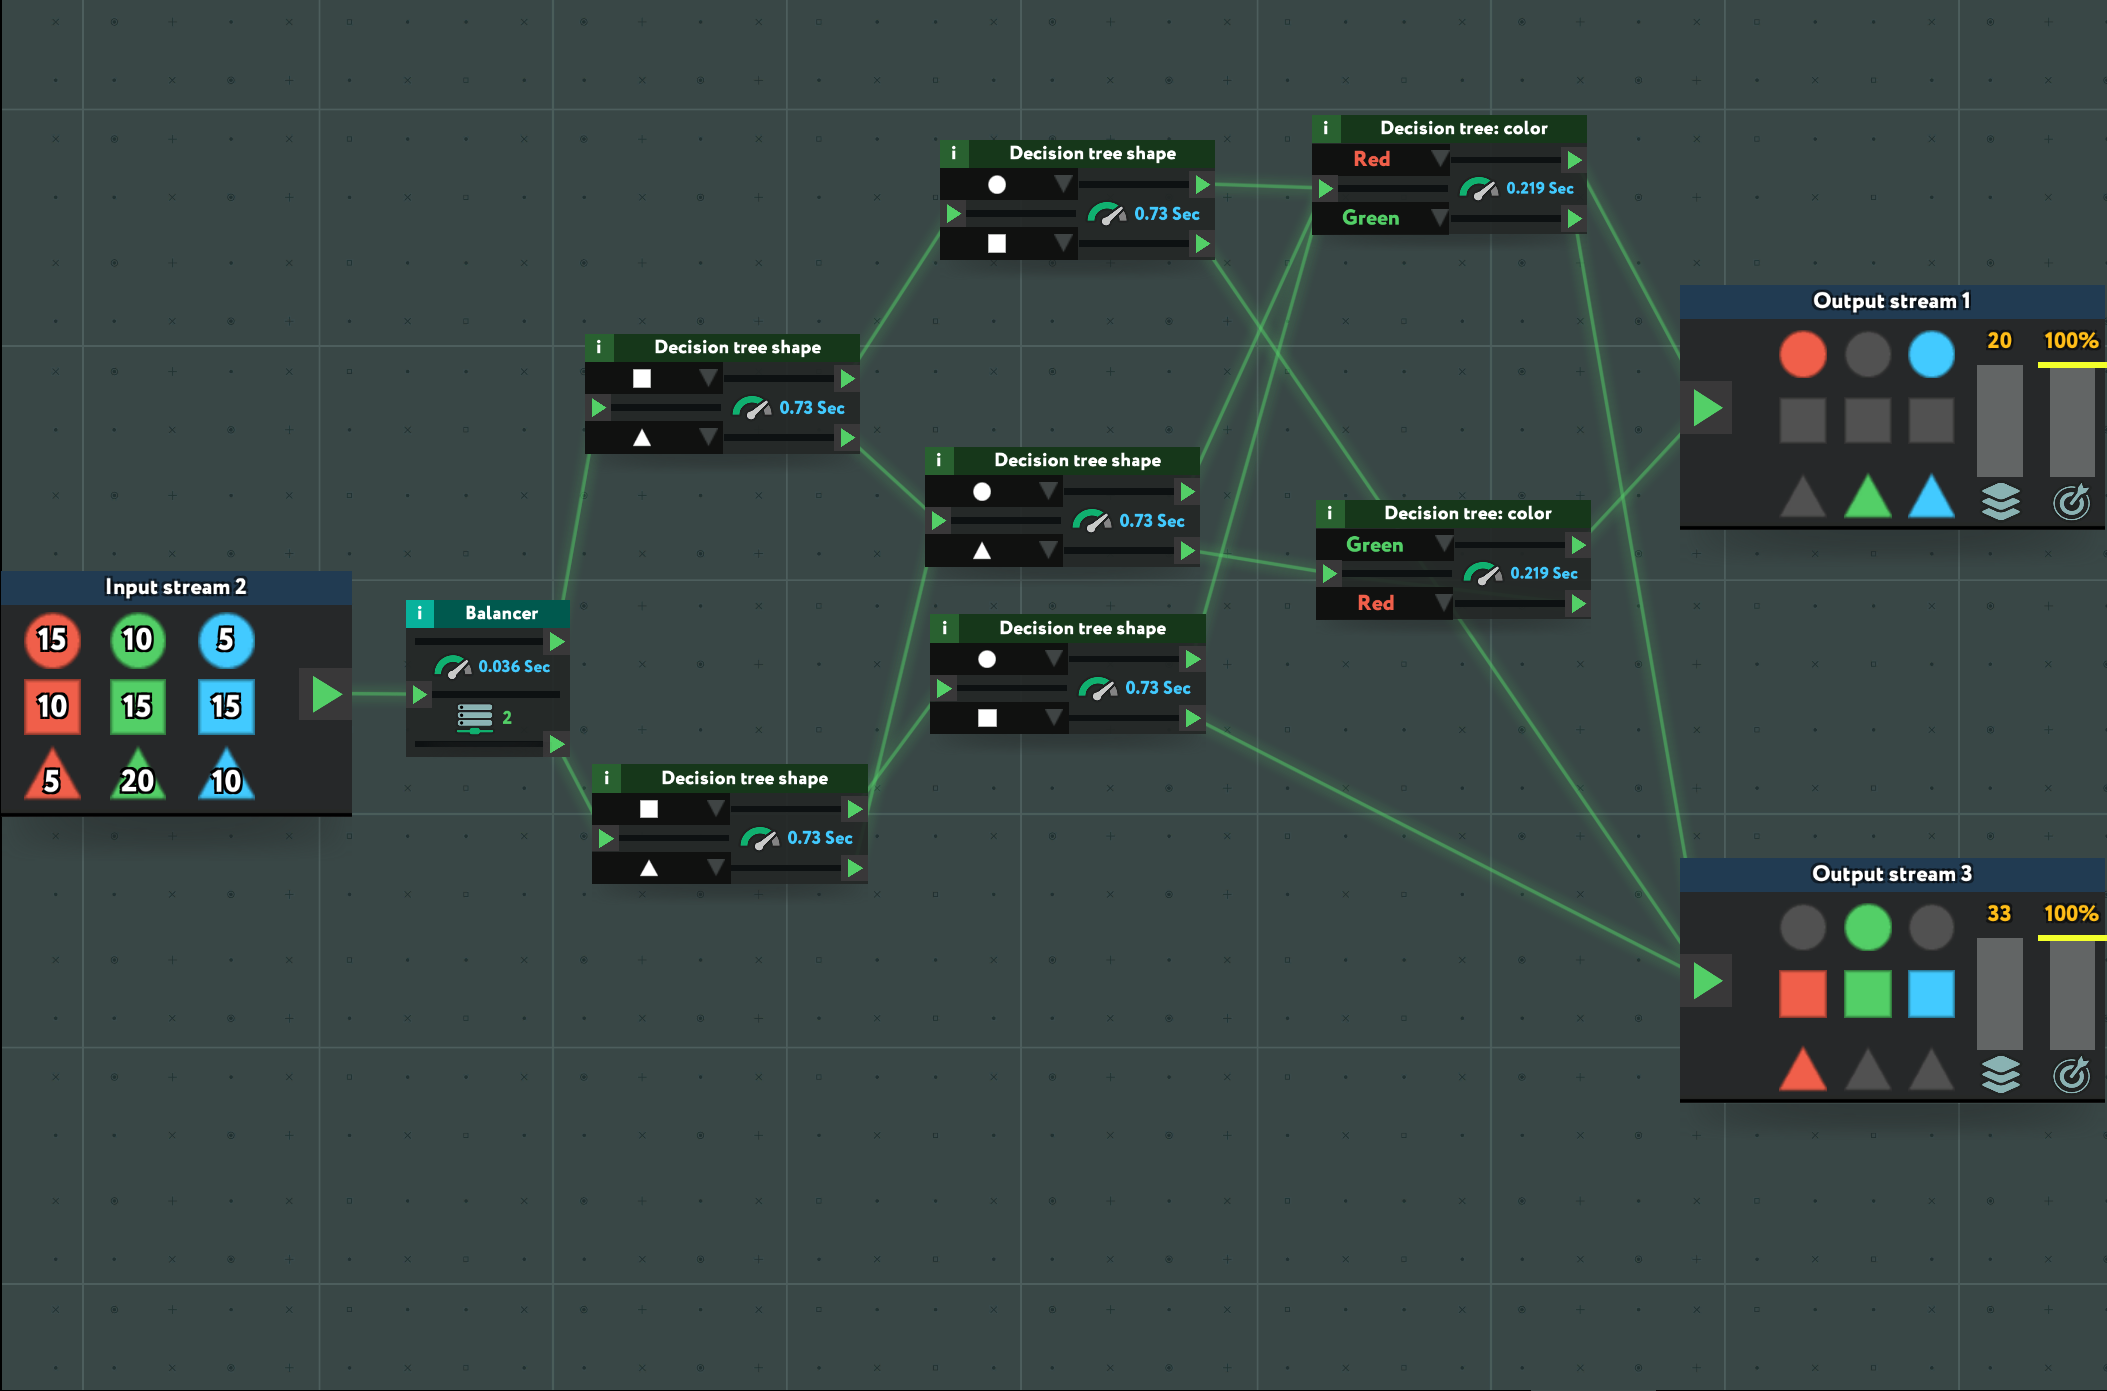 i Decision tree: color
Red
0.219 Sec
Green
i Decision tree shape
0.73 Sec
Output stream 1
20 100%
i Decision tree shape
0.73 Sec
i Decision tree shape
0.73 Sec
i Decision tree: color
Green
0.219 Sec
Red
Input stream 2
15 10 5
10 15 15
5 20 10
i Balancer
0.036 Sec
2
i Decision tree shape
0.73 Sec
i Decision tree shape
0.73 Sec
Output stream 3
33 100%